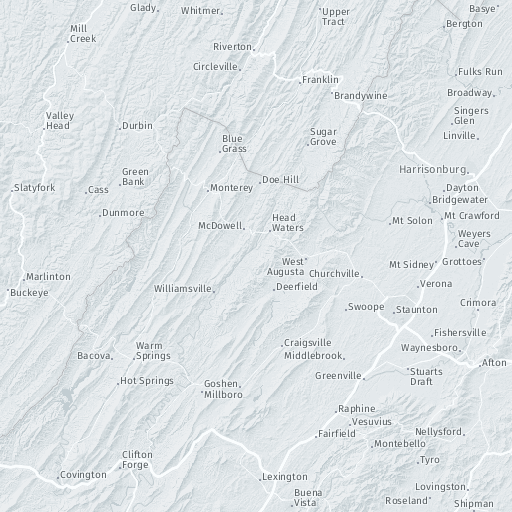 Glady
Whitmer
Upper
Tract
Basye
Bergton
Mill
Creek
Riverton
Circleville
Franklin
Fulks Run
Brandywine
Broadway
Valley
Head
Durbin
Singers
Glen
Linville
Blue
Grass
Sugar
Grove
Harrisonburg
Green
Bank
Doe Hill
Slatyfork
Cass
Monterey
Dayton
Bridgewater
Dunmore
Head
Waters
McDowell
Mt Solon
Mt Crawford
Weyers
Cave
West
Augusta
Churchville
Mt Sidney
Grottoes
Marlinton
Buckeye
Williamsville
Deerfield
Verona
Swoope
Staunton
Crimora
Fishersville
Warm
Springs
Bacova
Craigsville
Middlebrook
Waynesboro
Afton
Hot Springs
Goshen
Millboro
Greenville
Stuarts
Draft
Raphine
Vesuvius
Fairfield
Nellysford
Montebello
Clifton
Forge
Tyro
Covington
Lexington
Lovingston
Buena
Vista
Roseland
Shipman